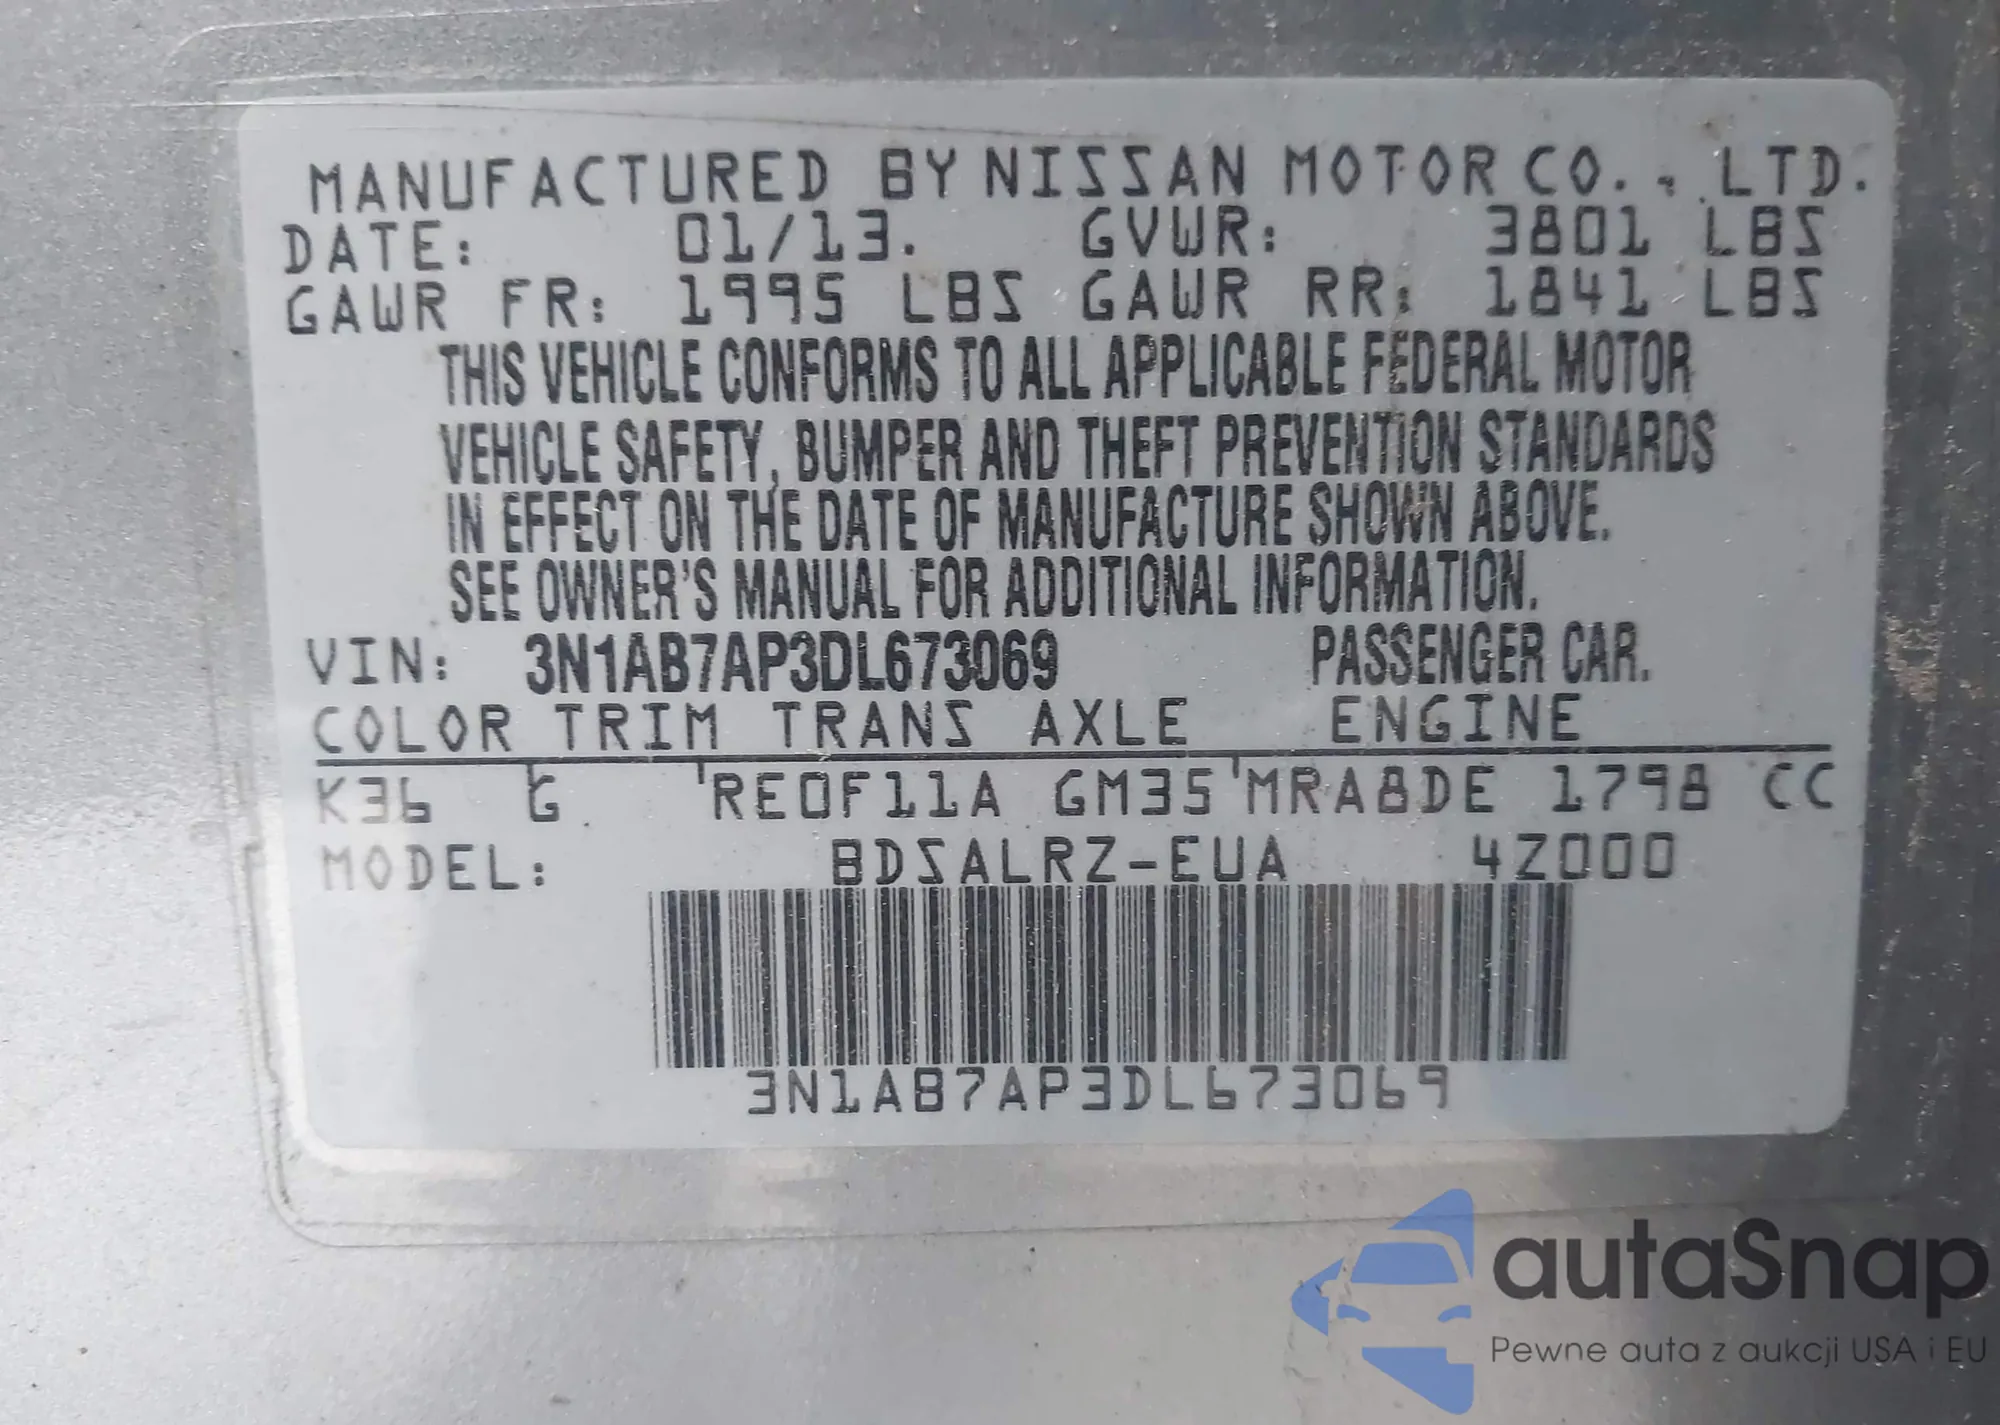 MANUFACTURED BY NISSAN MOTOR CO., LTD.
DATE: 01/13. GVWR: 3801 LBS
GAWR FR: 1995 LBS GAWR RR: 1841 LBS
THIS VEHICLE CONFORMS TO ALL APPLICABLE FEDERAL MOTOR
VEHICLE SAFETY, BUMPER AND THEFT PREVENTION STANDARDS
IN EFFECT ON THE DATE OF MANUFACTURE SHOWN ABOVE.
SEE OWNER'S MANUAL FOR ADDITIONAL INFORMATION.
VIN: 3N1AB7AP3DL673069 PASSENGER CAR.
COLOR TRIM TRANS AXLE ENGINE
K36 G RE0F11A GM35 MRA8DE 1798 CC
MODEL: BDSALRZ-EUA 4Z000
3N1AB7AP3DL673069
autoSnap
Pewne auta z aukcji USA i EU